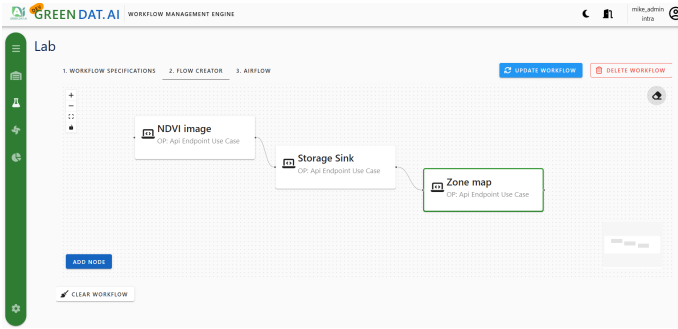 GREEN DAT.AI WORKFLOW MANAGEMENT ENGINE
mike_admin
intra
Lab
1. WORKFLOW SPECIFICATIONS 2. FLOW CREATOR 3. AIRFLOW
UPDATE WORKFLOW
DELETE WORKFLOW
NDVI image
OP: Api Endpoint Use Case
Storage Sink
OP: Api Endpoint Use Case
Zone map
OP: Api Endpoint Use Case
ADD NODE
CLEAR WORKFLOW